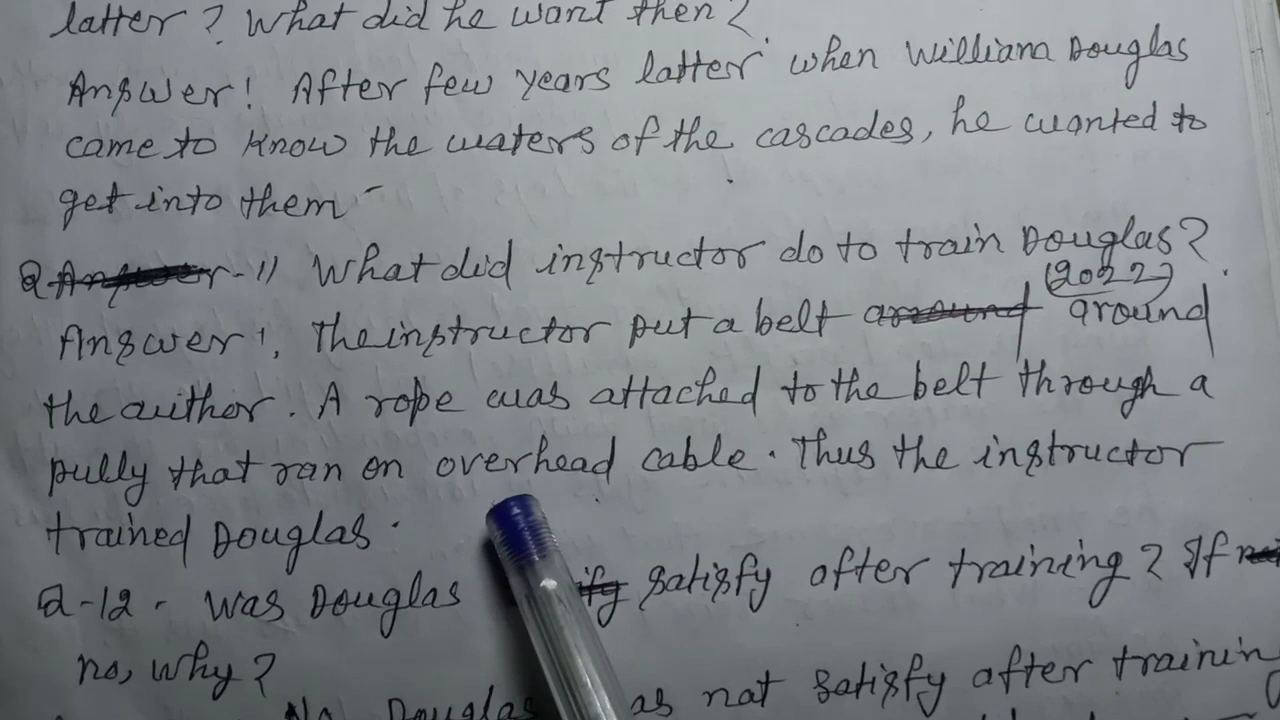 latter? What did he want then?
Answer! After few years latter when William Douglas
came to know the waters of the cascades, he wanted to
get into them
Q-11) What did instructor do to train Douglas?
(2022)
Answer!, The instructor put a belt around
the author. A rope was attached to the belt through a
pully that ran on overhead cable. Thus the instructor
trained Douglas.
Q-12- Was Douglas satisfy after training? If
no, why?
No Douglas as not satisfy after trainin